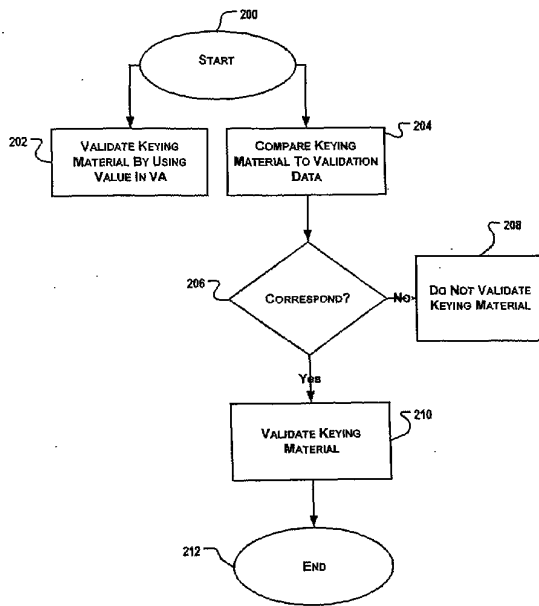 200
START
202
VALIDATE KEYING
MATERIAL BY USING
VALUE IN VA
204
COMPARE KEYING
MATERIAL TO VALIDATION
DATA
206
CORRESPOND?
No
208
DO NOT VALIDATE
KEYING MATERIAL
Yes
210
VALIDATE KEYING
MATERIAL
212
END